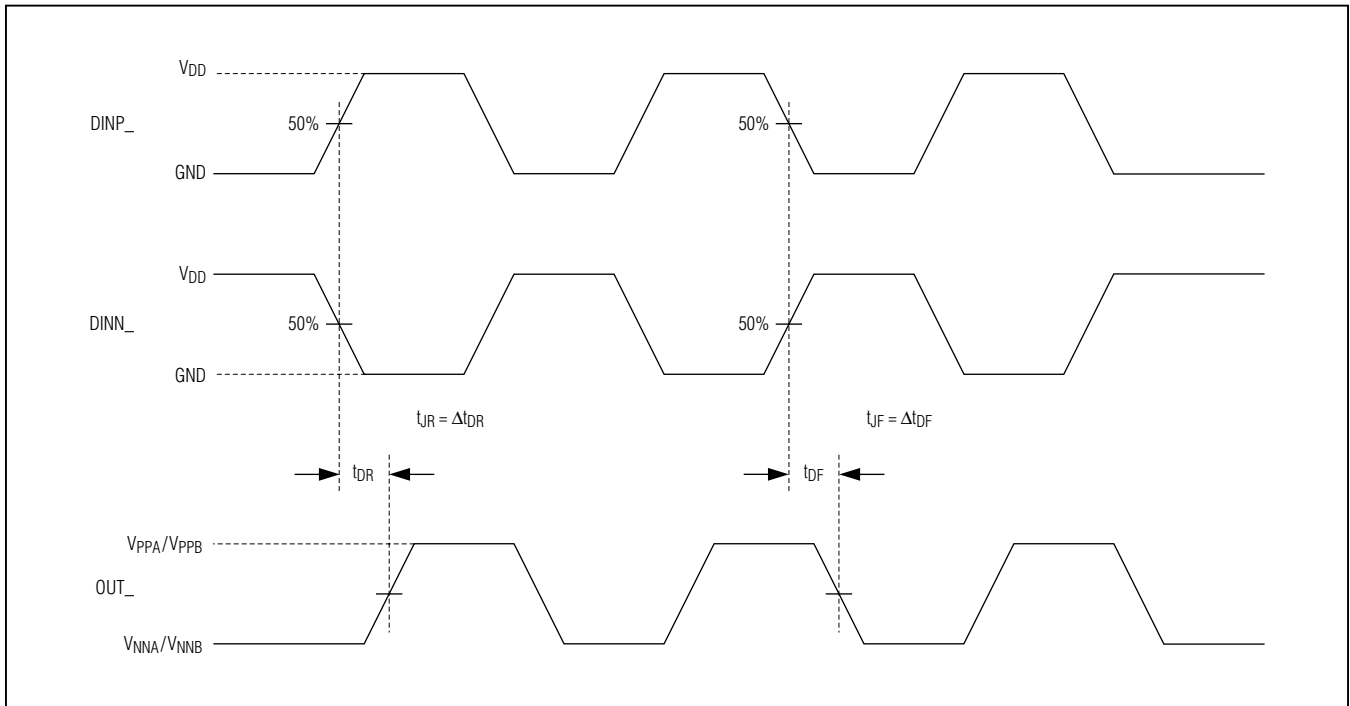 VDD
DINP_
50%
50%
GND
VDD
DINN_
50%
50%
GND
tJR = ΔtDR
tJF = ΔtDF
tDR
tDF
VPPA/VPPB
OUT_
VNNA/VNNB